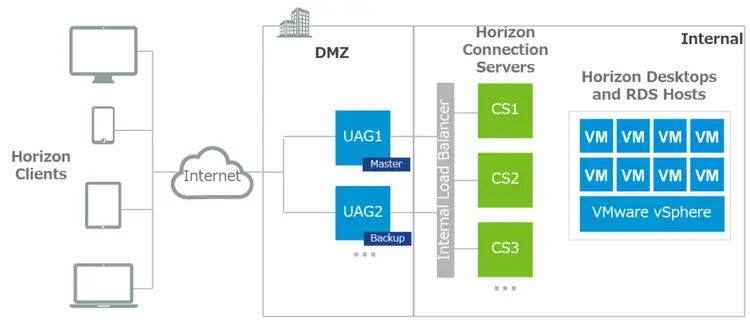 Horizon
Clients
Internet
DMZ
UAG1
Master
UAG2
Backup
...
Internal Load Balancer
Horizon
Connection
Servers
CS1
CS2
CS3
...
Internal
Horizon Desktops
and RDS Hosts
VM VM VM VM
VM VM VM VM
VMware vSphere